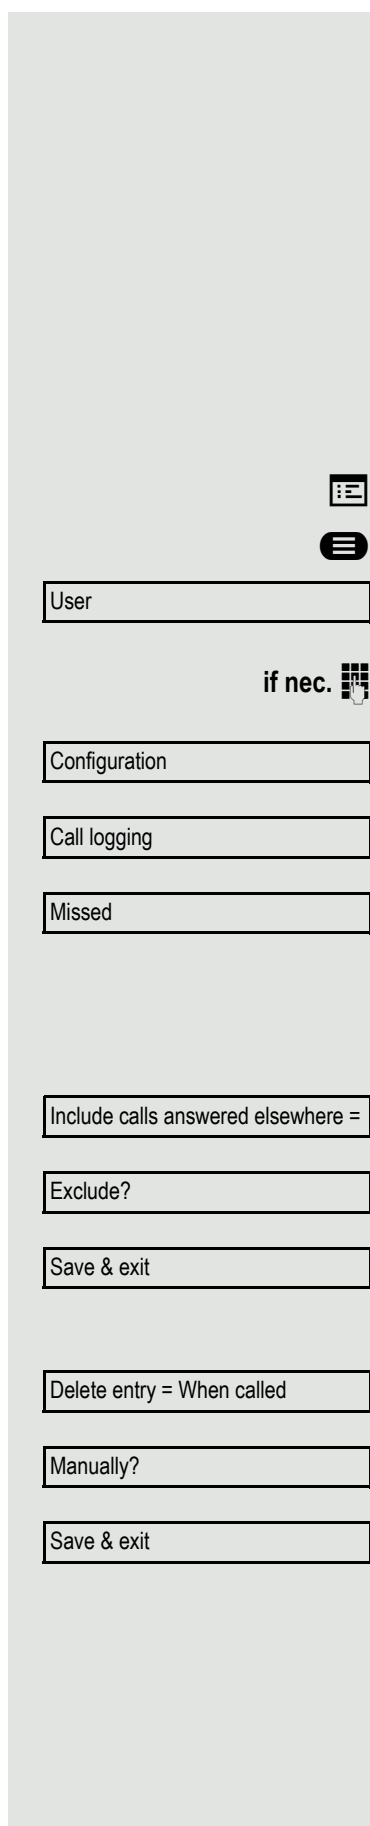 User
if nec.
Configuration
Call logging
Missed
Include calls answered elsewhere =
Exclude?
Save & exit
Delete entry = When called
Manually?
Save & exit